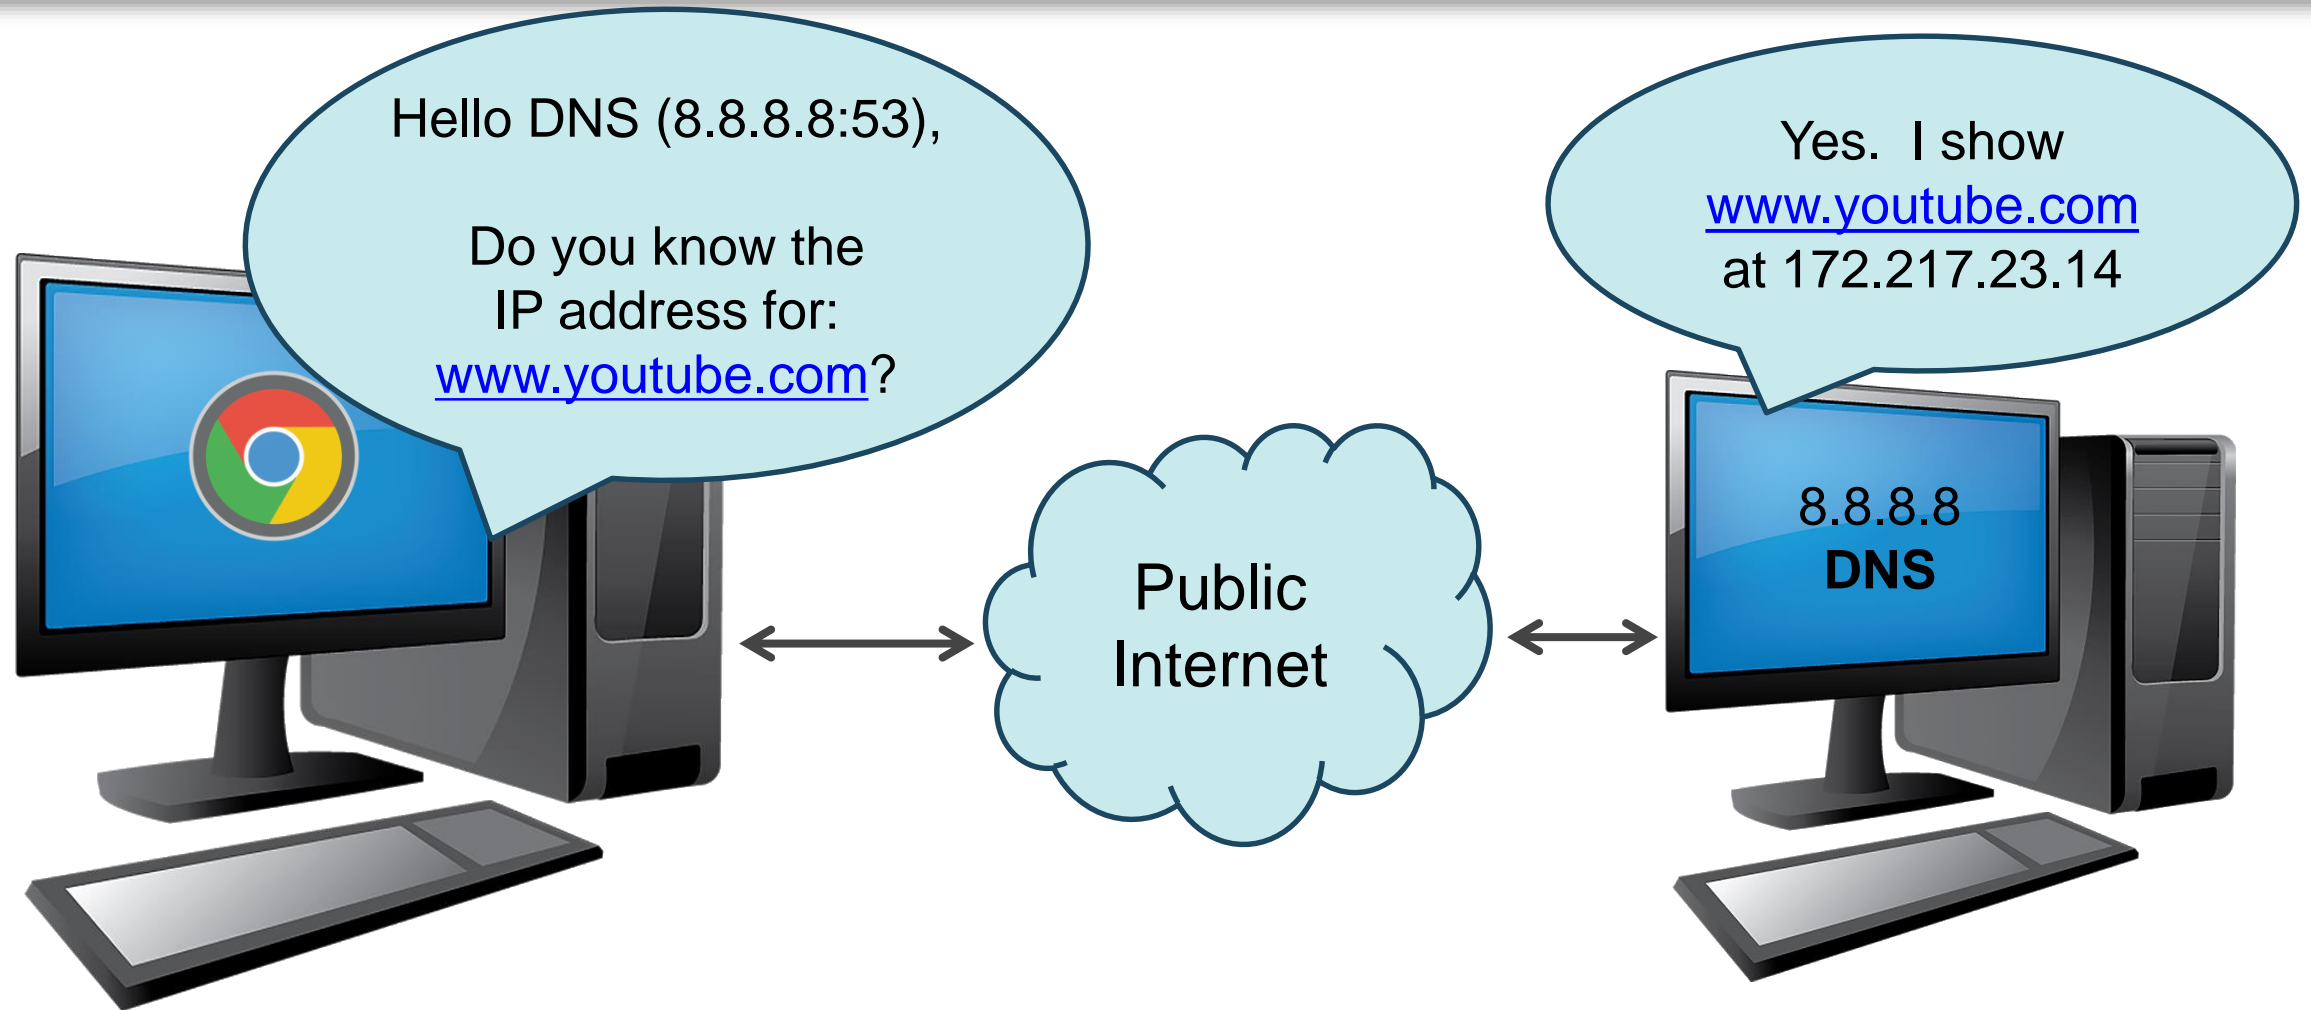 Hello DNS (8.8.8.8:53),
Do you know the
IP address for:
www.youtube.com?
Yes.  I show
www.youtube.com
at 172.217.23.14
Public
Internet
8.8.8.8
DNS